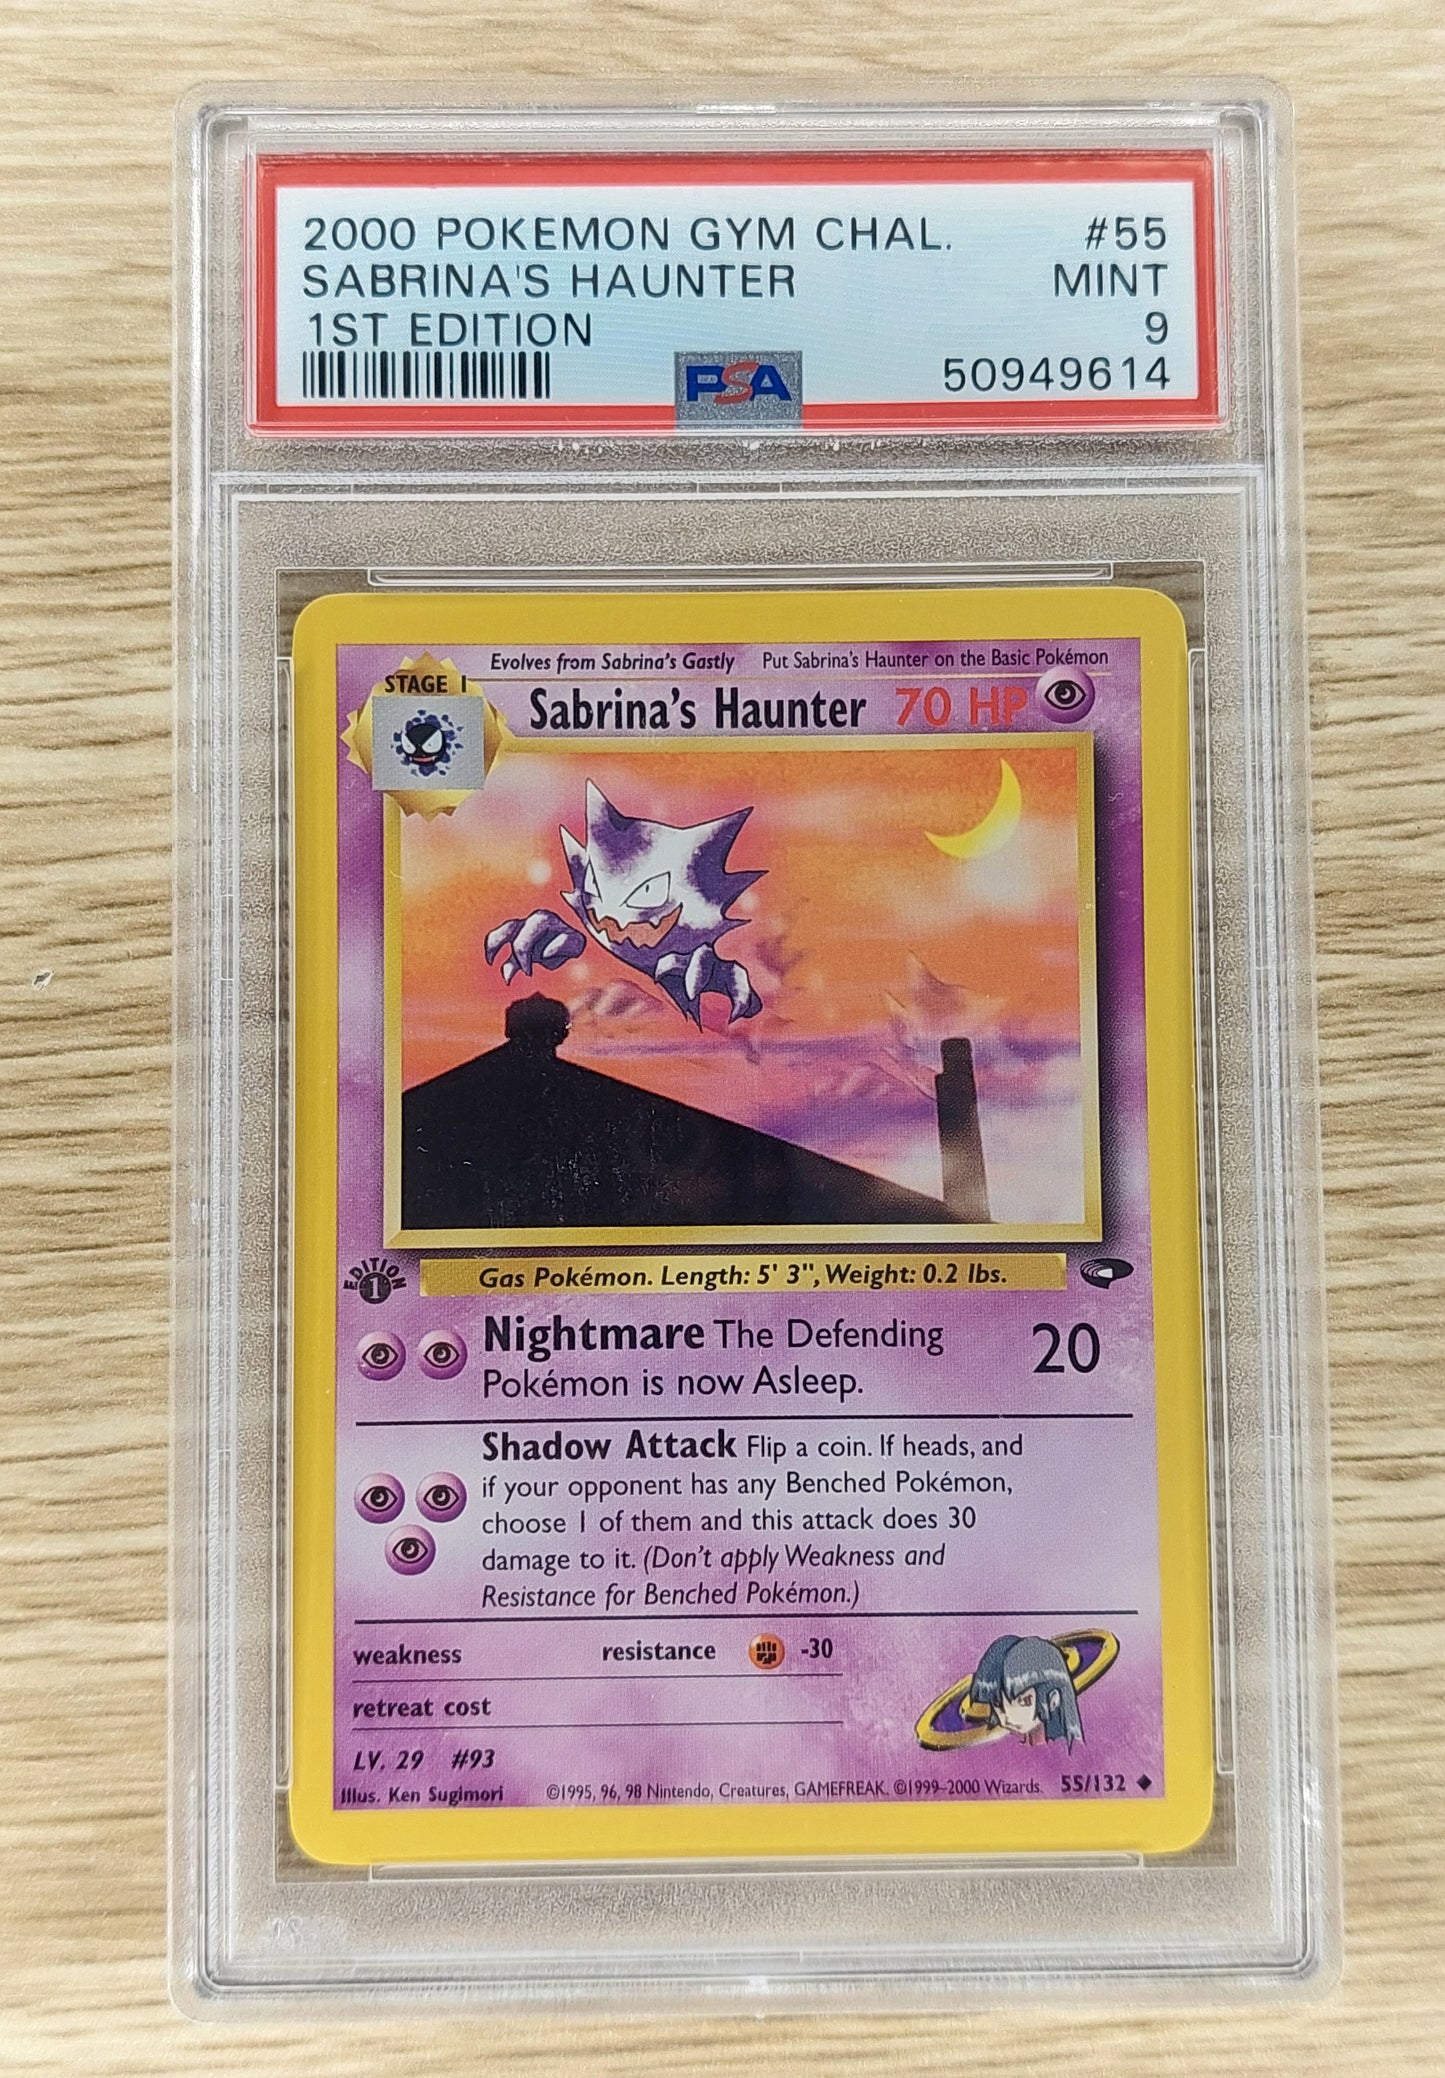 2000 POKEMON GYM CHAL. #55
SABRINA'S HAUNTER MINT
1ST EDITION 9
PSA 50949614
Evolves from Sabrina's Gastly Put Sabrina's Haunter on the Basic Pokémon
STAGE 1
Sabrina's Haunter 70 HP
EDITION
1
Gas Pokémon. Length: 5' 3", Weight: 0.2 lbs.
Nightmare The Defending 20
Pokémon is now Asleep.
Shadow Attack Flip a coin. If heads, and
if your opponent has any Benched Pokémon,
choose 1 of them and this attack does 30
damage to it. (Don't apply Weakness and
Resistance for Benched Pokémon.)
weakness resistance -30
retreat cost
LV. 29 #93
Illus. Ken Sugimori ©1995, 96, 98 Nintendo, Creatures, GAMEFREAK. ©1999-2000 Wizards. 55/132